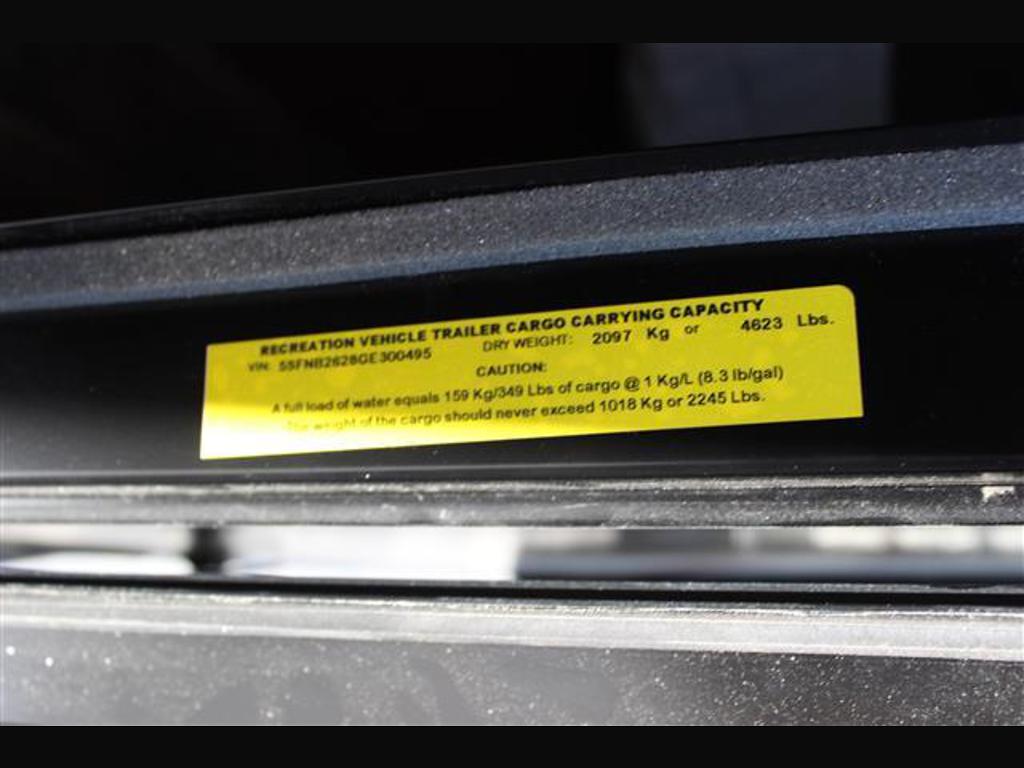 RECREATION VEHICLE TRAILER CARGO CARRYING CAPACITY
VIN: 5SFNB2628GE300495 DRY WEIGHT: 2097 Kg or 4623 Lbs.
CAUTION:
A full load of water equals 159 Kg/349 Lbs of cargo @ 1 Kg/L (8.3 lb/gal)
The weight of the cargo should never exceed 1018 Kg or 2245 Lbs.